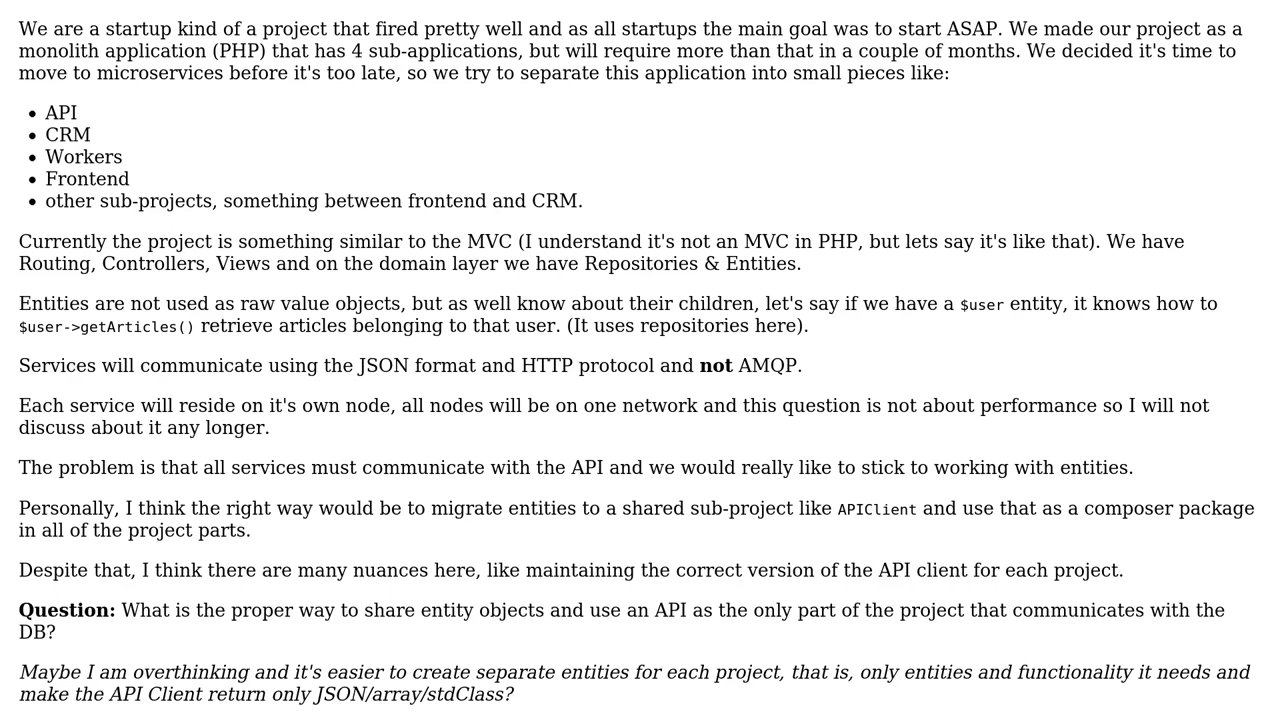 We are a startup kind of a project that fired pretty well and as all startups the main goal was to start ASAP. We made our project as a
monolith application (PHP) that has 4 sub-applications, but will require more than that in a couple of months. We decided it's time to
move to microservices before it's too late, so we try to separate this application into small pieces like:
• API
• CRM
• Workers
• Frontend
• other sub-projects, something between frontend and CRM.
Currently the project is something similar to the MVC (I understand it's not an MVC in PHP, but lets say it's like that). We have
Routing, Controllers, Views and on the domain layer we have Repositories & Entities.
Entities are not used as raw value objects, but as well know about their children, let's say if we have a $user entity, it knows how to
$user->getArticles() retrieve articles belonging to that user. (It uses repositories here).
Services will communicate using the JSON format and HTTP protocol and not AMQP.
Each service will reside on it's own node, all nodes will be on one network and this question is not about performance so I will not
discuss about it any longer.
The problem is that all services must communicate with the API and we would really like to stick to working with entities.
Personally, I think the right way would be to migrate entities to a shared sub-project like APIClient and use that as a composer package
in all of the project parts.
Despite that, I think there are many nuances here, like maintaining the correct version of the API client for each project.
Question: What is the proper way to share entity objects and use an API as the only part of the project that communicates with the
DB?
Maybe I am overthinking and it's easier to create separate entities for each project, that is, only entities and functionality it needs and
make the API Client return only JSON/array/stdClass?